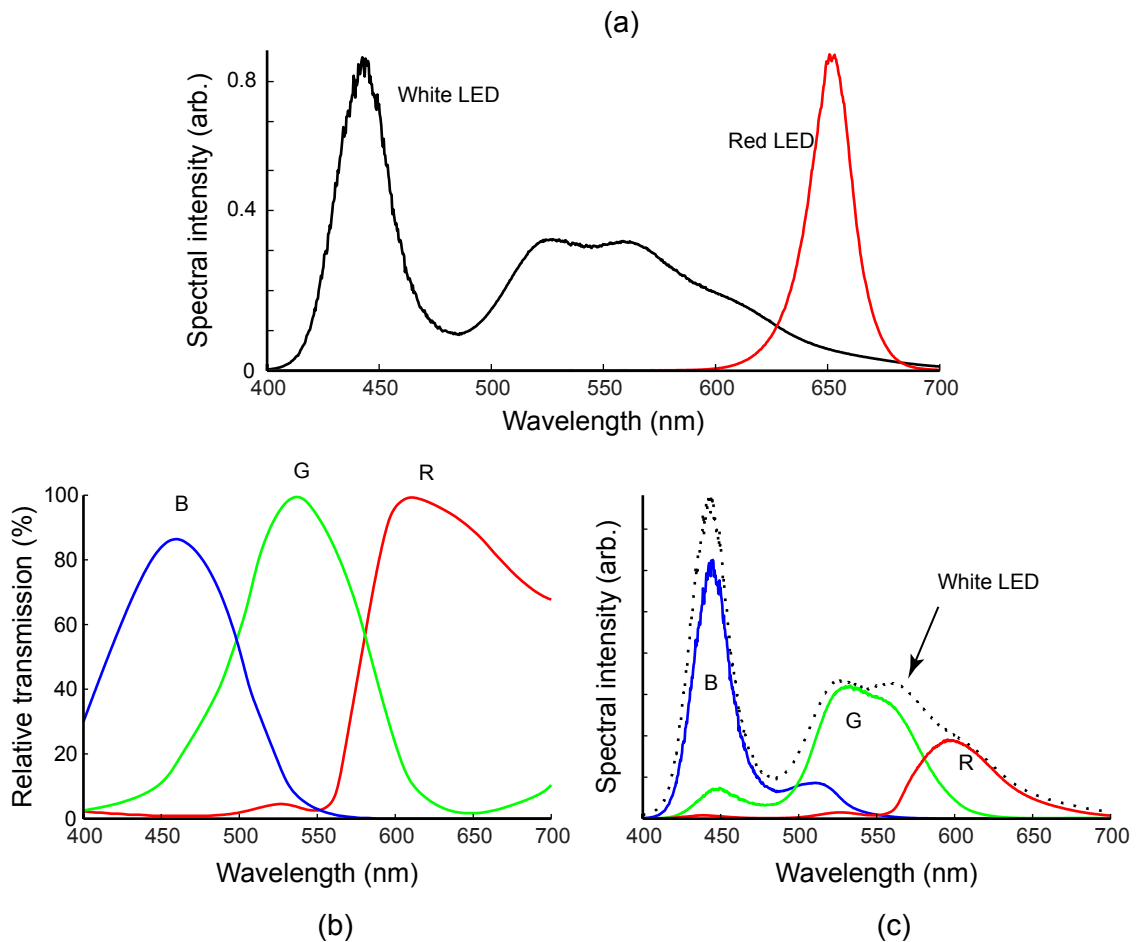 (a)
Spectral intensity (arb.)
0.8
0.4
0
White LED
Red LED
400 450 500 550 600 650 700
Wavelength (nm)
B G R
Relative transmission (%)
100
80
60
40
20
0
400 450 500 550 600 650 700
Wavelength (nm)
(b)
Spectral intensity (arb.)
White LED
B
G
R
400 450 500 550 600 650 700
Wavelength (nm)
(c)